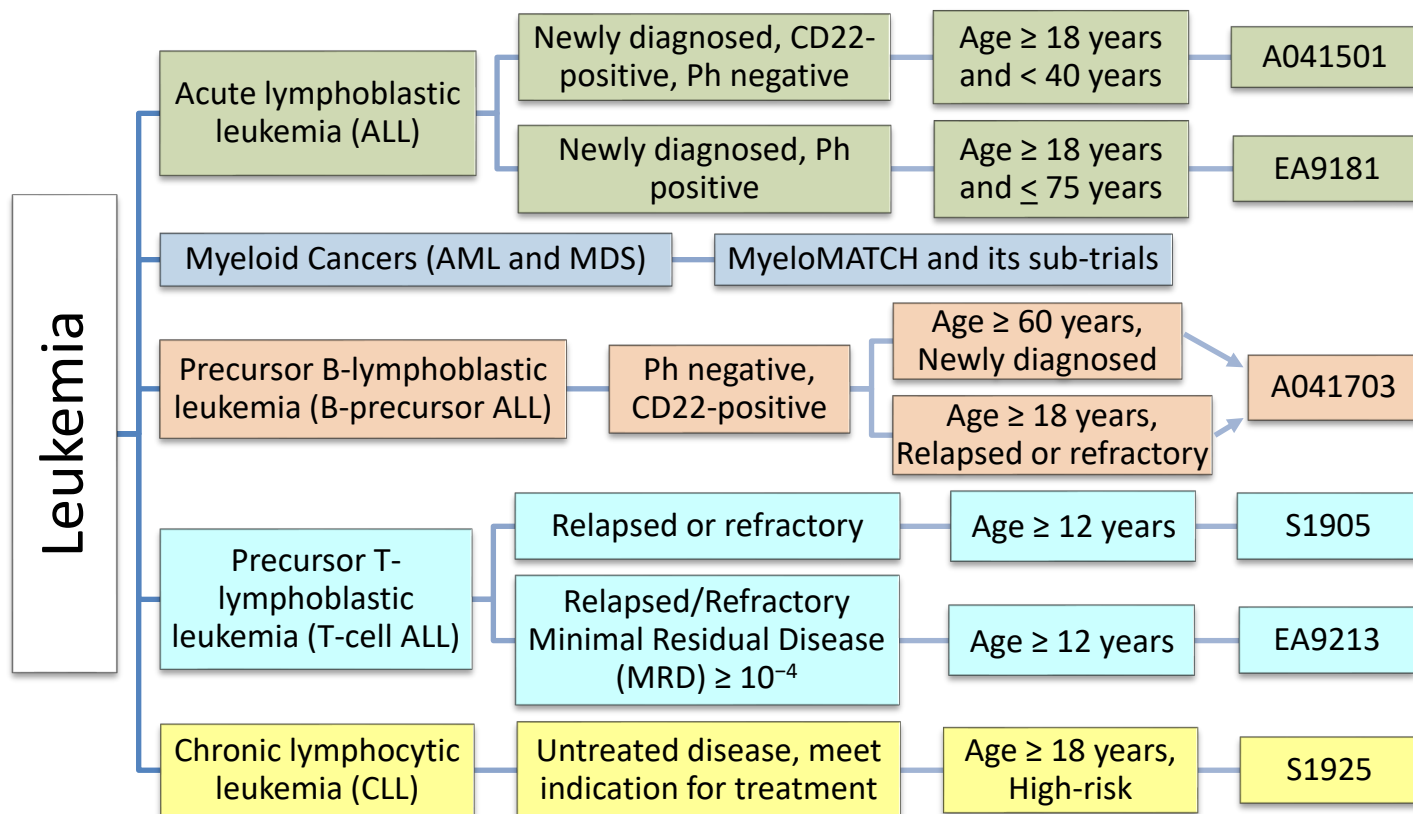 Leukemia
Acute lymphoblastic
leukemia (ALL)
Newly diagnosed, CD22-
positive, Ph negative
Age ≥ 18 years
and < 40 years
A041501
Newly diagnosed, Ph
positive
Age ≥ 18 years
and ≤ 75 years
EA9181
Myeloid Cancers (AML and MDS)
MyeloMATCH and its sub-trials
Precursor B-lymphoblastic
leukemia (B-precursor ALL)
Ph negative,
CD22-positive
Age ≥ 60 years,
Newly diagnosed
Age ≥ 18 years,
Relapsed or refractory
A041703
Precursor T-
lymphoblastic
leukemia (T-cell ALL)
Relapsed or refractory
Age ≥ 12 years
S1905
Relapsed/Refractory
Minimal Residual Disease
(MRD) ≥ 10⁻⁴
Age ≥ 12 years
EA9213
Chronic lymphocytic
leukemia (CLL)
Untreated disease, meet
indication for treatment
Age ≥ 18 years,
High-risk
S1925